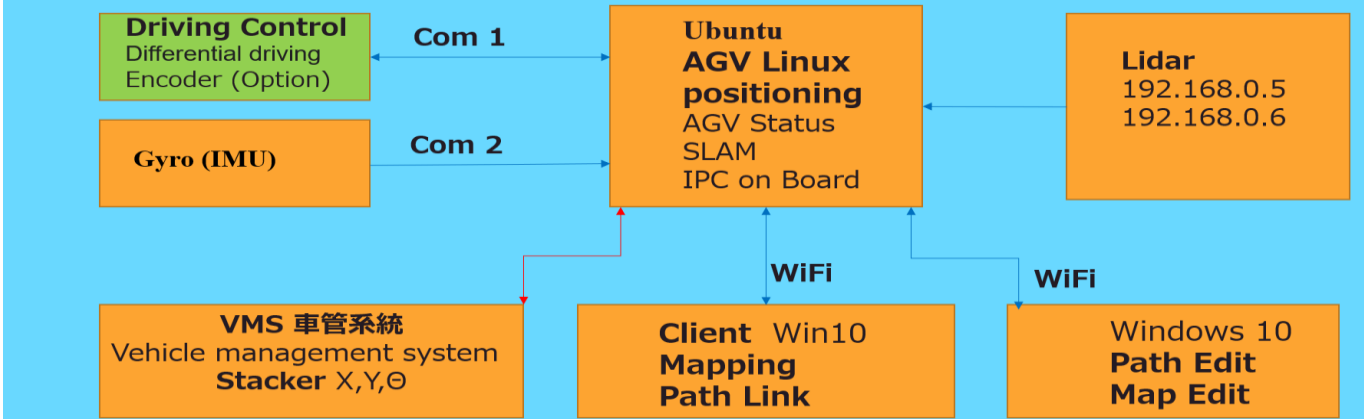 Driving Control
Differential driving
Encoder (Option)
Com 1
Ubuntu
AGV Linux
positioning
AGV Status
SLAM
IPC on Board
Lidar
192.168.0.5
192.168.0.6
Gyro (IMU)
Com 2
WiFi
WiFi
VMS 車管系統
Vehicle management system
Stacker X,Y,Θ
Client Win10
Mapping
Path Link
Windows 10
Path Edit
Map Edit